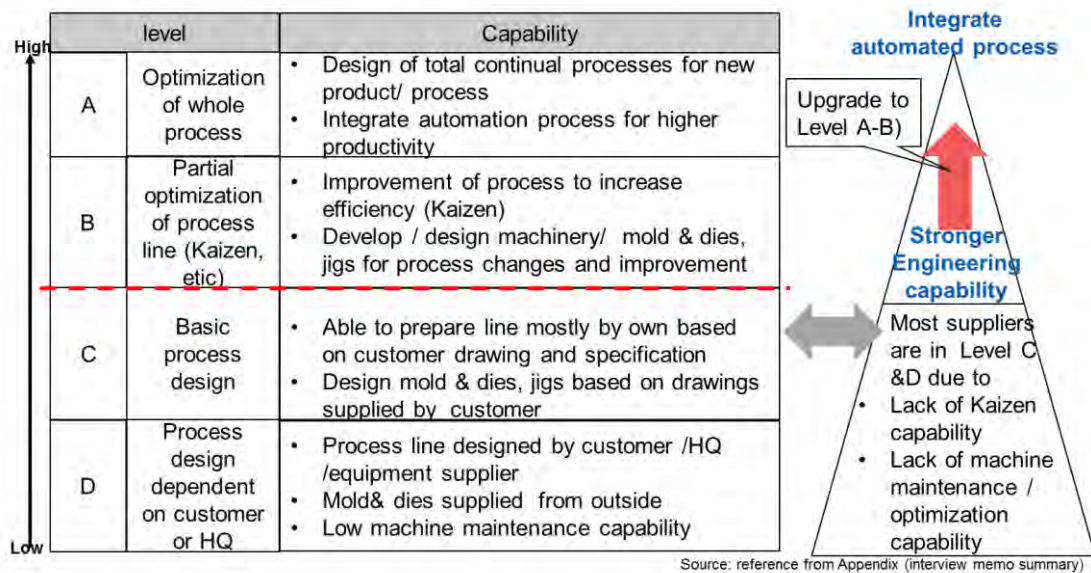 level
Capability
High
A
Optimization
of whole
process
• Design of total continual processes for new
product/ process
• Integrate automation process for higher
productivity
B
Partial
optimization
of process
line (Kaizen,
etic)
• Improvement of process to increase
efficiency (Kaizen)
• Develop / design machinery/ mold & dies,
jigs for process changes and improvement
C
Basic
process
design
• Able to prepare line mostly by own based
on customer drawing and specification
• Design mold & dies, jigs based on drawings
supplied by customer
D
Process
design
dependent
on customer
or HQ
• Process line designed by customer /HQ
/equipment supplier
• Mold& dies supplied from outside
• Low machine maintenance capability
Low
Integrate
automated process
Upgrade to
Level A-B)
Stronger
Engineering
capability
Most suppliers
are in Level C
&D due to
• Lack of Kaizen
capability
• Lack of machine
maintenance /
optimization
capability
Source: reference from Appendix (interview memo summary)